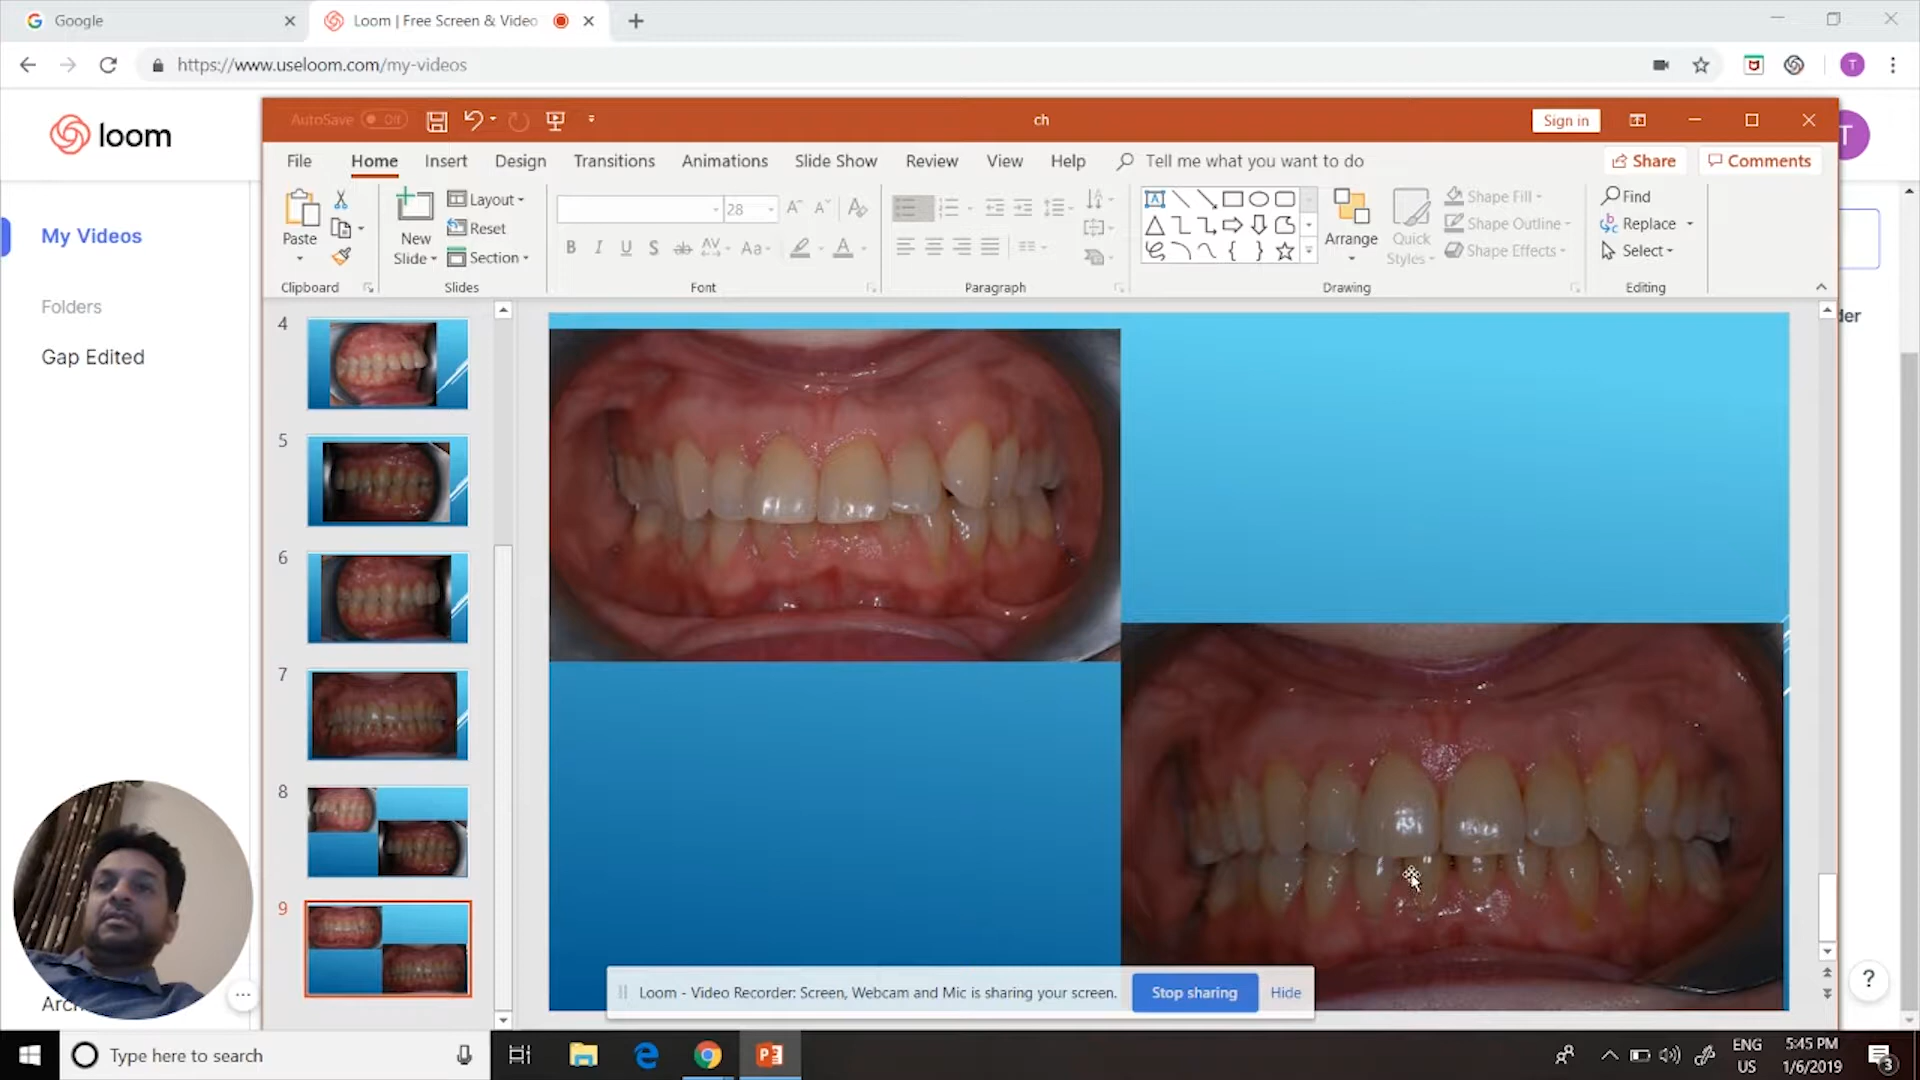 Google
Loom | Free Screen & Video
https://www.useloom.com/my-videos
T
loom
AutoSave Off
ch
Sign in
T
File Home Insert Design Transitions Animations Slide Show Review View Help Tell me what you want to do
Share Comments
Paste
New
Slide
Layout
Reset
Section
28
Arrange
Quick
Styles
Shape Fill
Shape Outline
Shape Effects
Find
Replace
Select
Clipboard Slides Font Paragraph Drawing Editing
My Videos
Folders
Gap Edited
der
4
5
6
7
8
9
Loom - Video Recorder: Screen, Webcam and Mic is sharing your screen.
Stop sharing
Hide
?
Type here to search
ENG
US
5:45 PM
1/6/2019
3